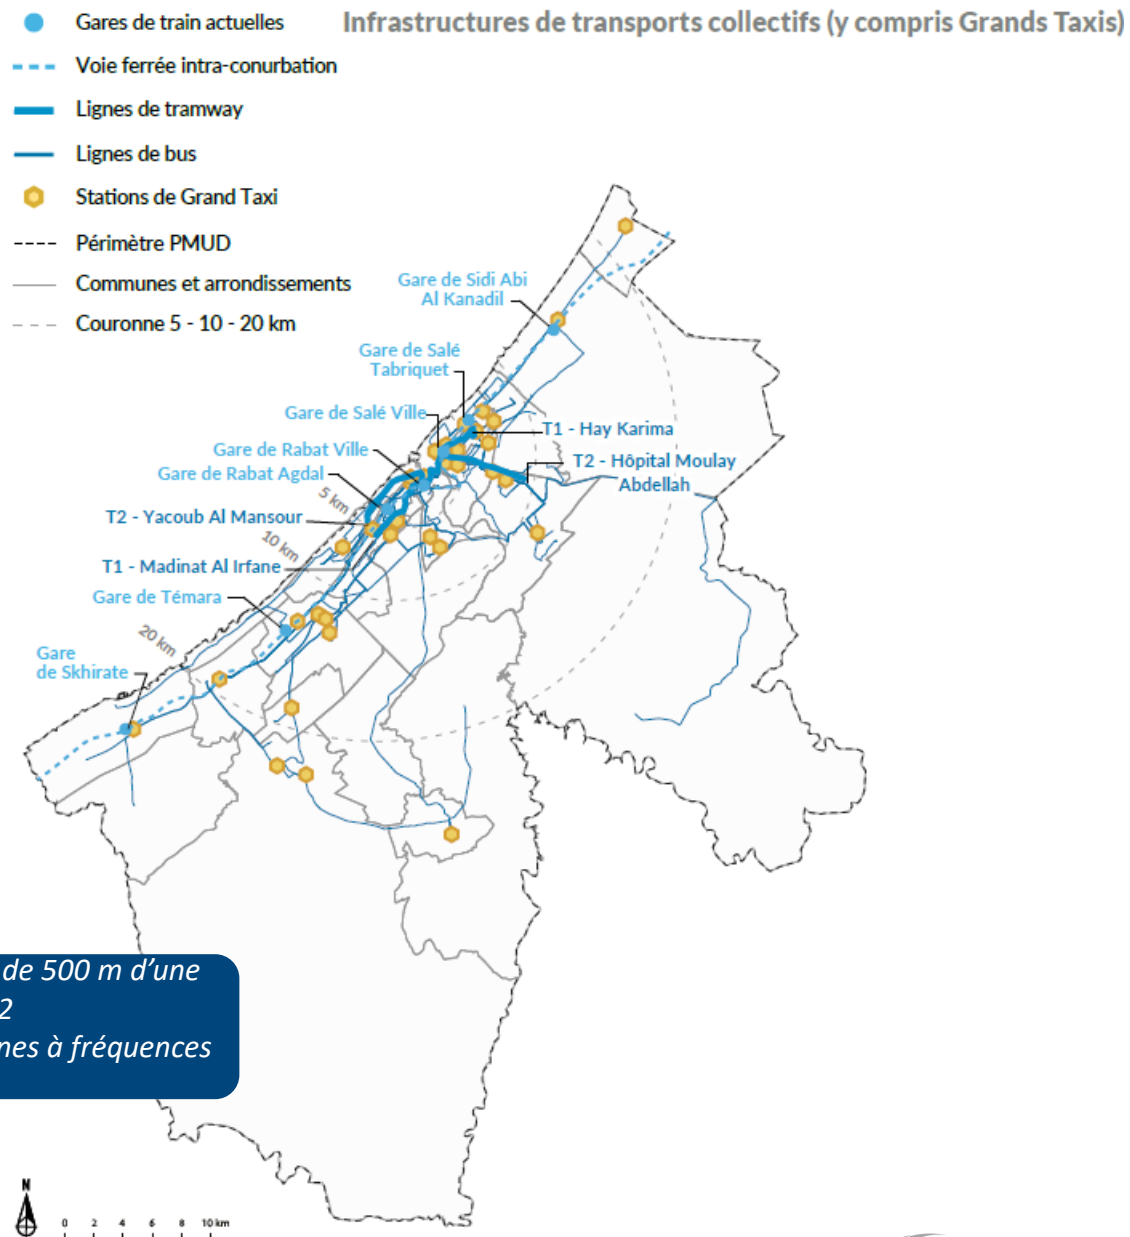 Infrastructures de transports collectifs (y compris Grands Taxis)
Gares de train actuelles
Voie ferrée intra-conurbation
Lignes de tramway
Lignes de bus
Stations de Grand Taxi
Périmètre PMUD
Communes et arrondissements
Couronne 5 - 10 - 20 km
Gare de Sidi Abi
Al Kanadil
Gare de Salé
Tabriquet
Gare de Salé Ville
T1 - Hay Karima
Gare de Rabat Ville
T2 - Hôpital Moulay
Abdellah
Gare de Rabat Agdal
5 km
T2 - Yacoub Al Mansour
10 km
T1 - Madinat Al Irfane
Gare de Témara
20 km
Gare
de Skhirate
de 500 m d’une
2
nes à fréquences
N
0 2 4 6 8 10 km